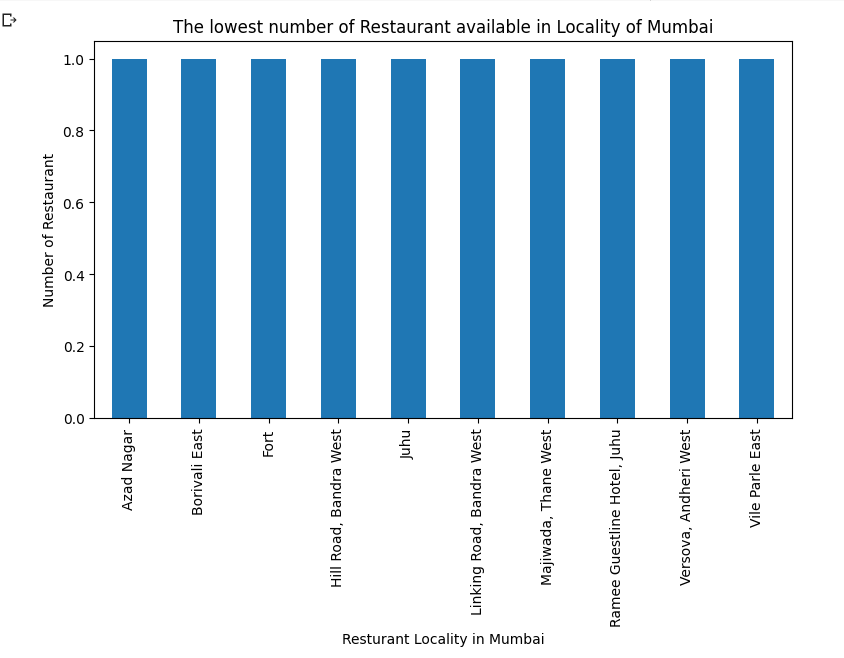 The lowest number of Restaurant available in Locality of Mumbai
Number of Restaurant
1.0
0.8
0.6
0.4
0.2
0.0
Azad Nagar
Borivali East
Fort
Hill Road, Bandra West
Juhu
Linking Road, Bandra West
Majiwada, Thane West
Ramee Guestline Hotel, Juhu
Versova, Andheri West
Vile Parle East
Resturant Locality in Mumbai